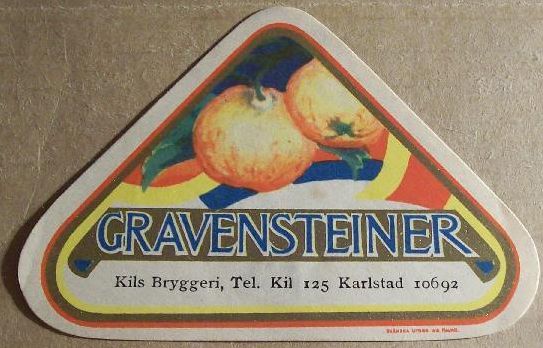 GRAVENSTEINER
Kils Bryggeri, Tel. Kil 125 Karlstad 10692